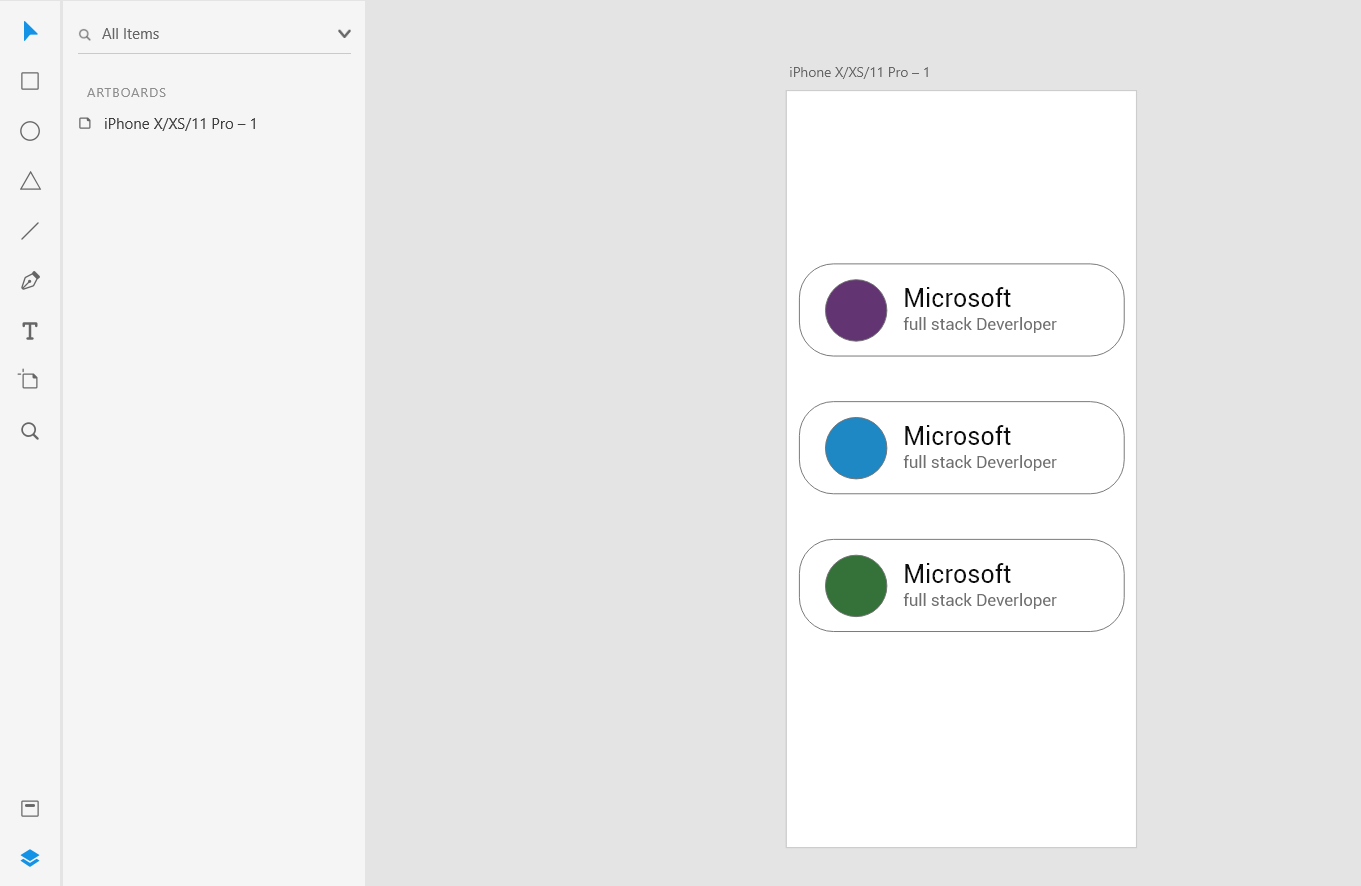 All Items
ARTBOARDS
iPhone X/XS/11 Pro – 1
iPhone X/XS/11 Pro – 1
Microsoft
full stack Deverloper
Microsoft
full stack Deverloper
Microsoft
full stack Deverloper